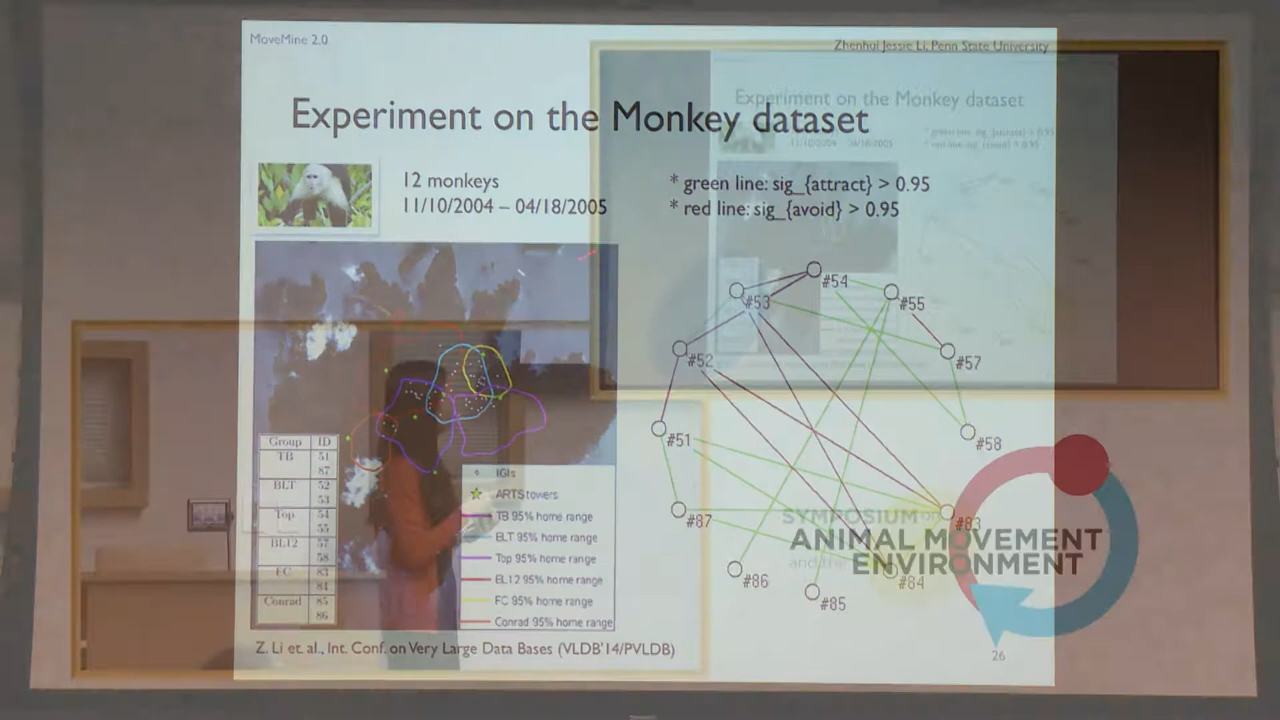 MoveMine 2.0
Zhenhui Jessie Li, Penn State University
Experiment on the Monkey dataset
Experiment on the Monkey dataset
12 monkeys
11/10/2004 – 04/18/2005
* green line: sig_{attract} > 0.95
* red line: sig_{avoid} > 0.95
#54
#53
#55
#52
#57
#51
#58
#87
#83
#86
#84
#85
Group ID
TB 51
87
BLT 52
53
Top 54
55
BLT2 57
58
FC 83
84
Conrad 85
86
IGIs
ARTS towers
TB 95% home range
BLT 95% home range
Top 95% home range
BL12 95% home range
FC 95% home range
Conrad 95% home range
SYMPOSIUM on
ANIMAL MOVEMENT
and the ENVIRONMENT
Z. Li et. al., Int. Conf. on Very Large Data Bases (VLDB'14/PVLDB)
26